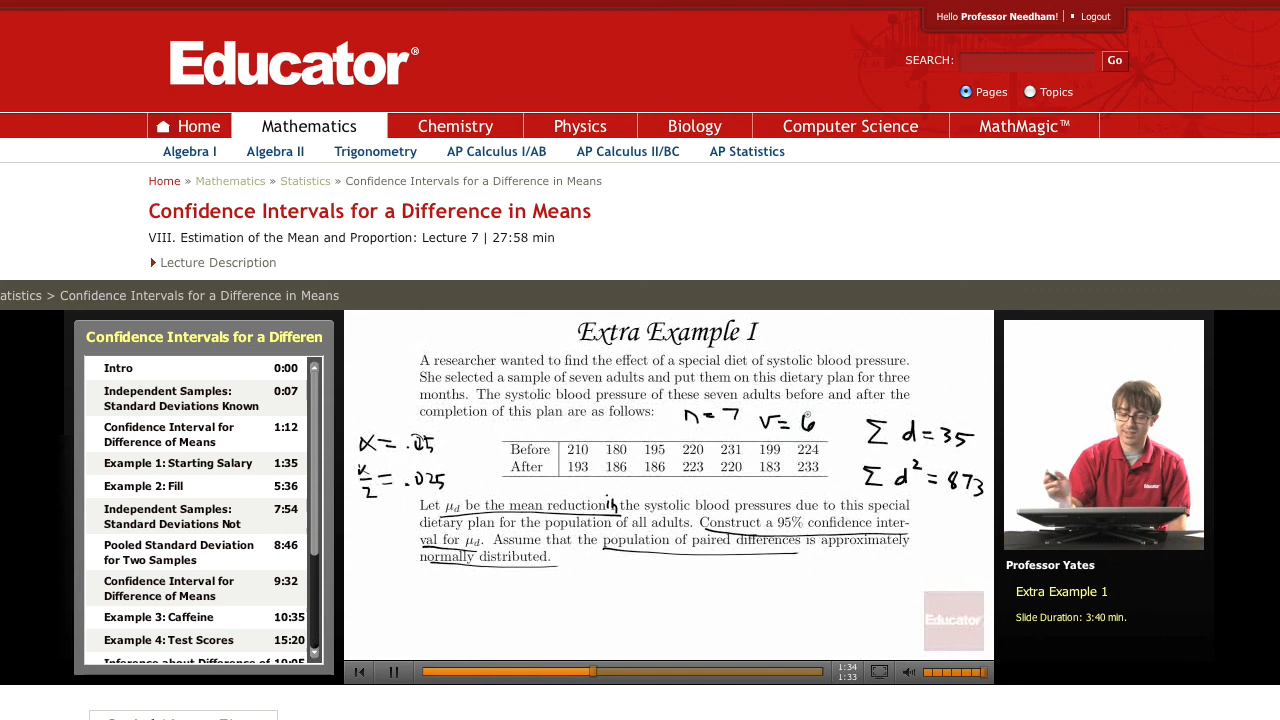 Hello Professor Needham! | ▪ Logout
Educator®
SEARCH: Go
Pages Topics
Home Mathematics Chemistry Physics Biology Computer Science MathMagic™
Algebra I Algebra II Trigonometry AP Calculus I/AB AP Calculus II/BC AP Statistics
Home » Mathematics » Statistics » Confidence Intervals for a Difference in Means
Confidence Intervals for a Difference in Means
VIII. Estimation of the Mean and Proportion: Lecture 7 | 27:58 min
Lecture Description
atistics > Confidence Intervals for a Difference in Means
Confidence Intervals for a Differen
Intro 0:00
Independent Samples: 0:07
Standard Deviations Known
Confidence Interval for 1:12
Difference of Means
Example 1: Starting Salary 1:35
Example 2: Fill 5:36
Independent Samples: 7:54
Standard Deviations Not
Pooled Standard Deviation 8:46
for Two Samples
Confidence Interval for 9:32
Difference of Means
Example 3: Caffeine 10:35
Example 4: Test Scores 15:20
Inference about Difference of 19:05
Extra Example I
A researcher wanted to find the effect of a special diet of systolic blood pressure.
She selected a sample of seven adults and put them on this dietary plan for three
months. The systolic blood pressure of these seven adults before and after the
completion of this plan are as follows:
n = 7 v = 6
α = .05
α/2 = .025
Before 210 180 195 220 231 199 224
After 193 186 186 223 220 183 233
Σ d = 35
Σ d² = 873
Let μd be the mean reduction in the systolic blood pressures due to this special
dietary plan for the population of all adults. Construct a 95% confidence inter-
val for μd. Assume that the population of paired differences is approximately
normally distributed.
Educator
1:34
1:33
Educator
Professor Yates
Extra Example 1
Slide Duration: 3:40 min.